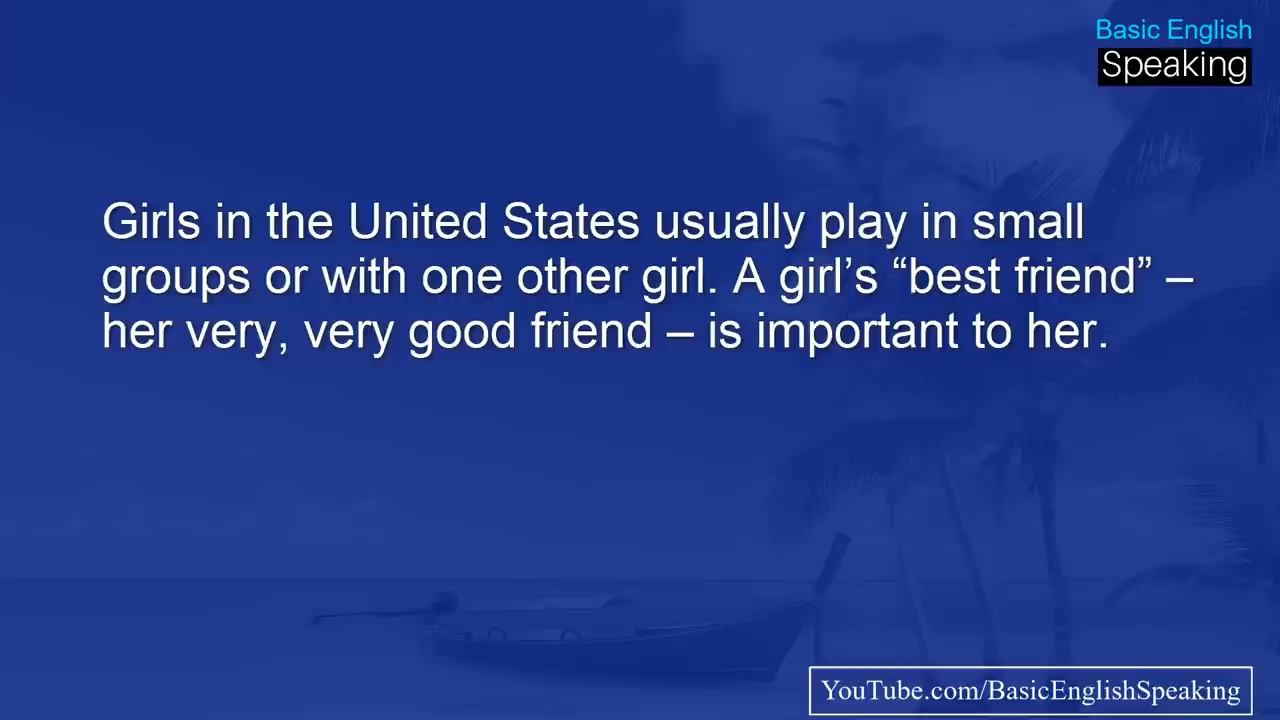 Basic English
Speaking
Girls in the United States usually play in small
groups or with one other girl. A girl’s “best friend” –
her very, very good friend – is important to her.
YouTube.com/BasicEnglishSpeaking